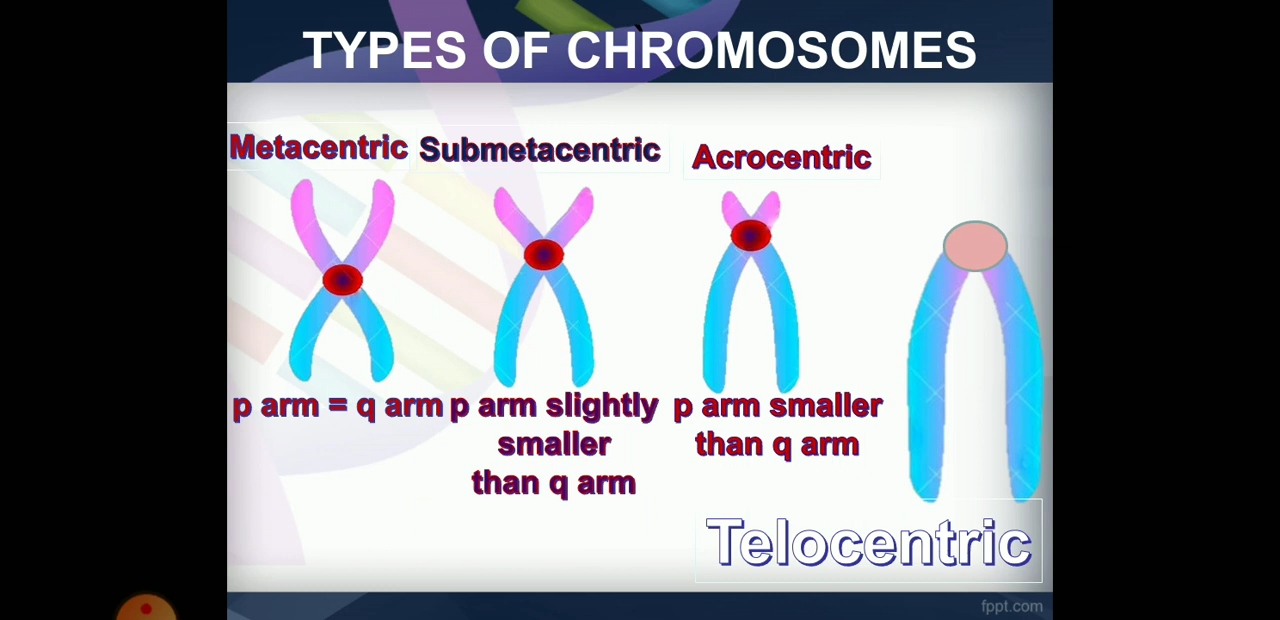 TYPES OF CHROMOSOMES
Metacentric
Submetacentric
Acrocentric
p arm = q arm
p arm slightly
smaller
than q arm
p arm smaller
than q arm
Telocentric
fppt.com